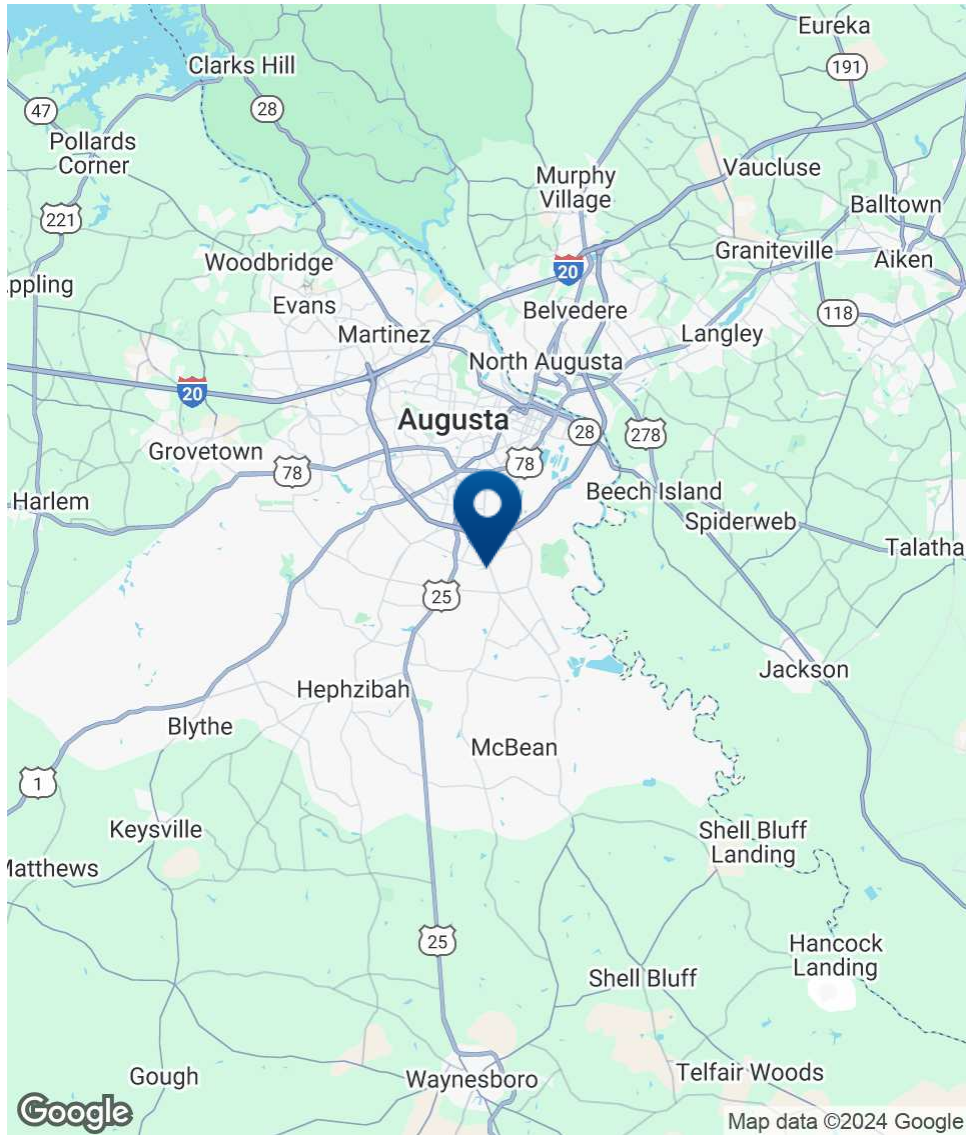 Eureka
191
Clarks Hill
47
28
Pollards
Corner
Murphy
Village
Vaucluse
Balltown
221
Graniteville
Woodbridge
20
Aiken
Appling
Evans
Belvedere
118
Martinez
Langley
North Augusta
20
Augusta
28
278
Grovetown
78
78
Harlem
Beech Island
Spiderweb
Talatha
25
Jackson
Hephzibah
Blythe
McBean
1
Keysville
Shell Bluff
Landing
Matthews
25
Hancock
Landing
Shell Bluff
Gough
Waynesboro
Telfair Woods
Google
Map data ©2024 Google